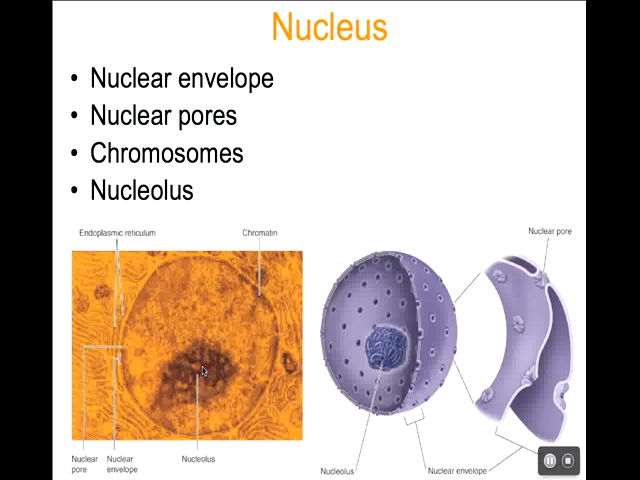 Nucleus
• Nuclear envelope
• Nuclear pores
• Chromosomes
• Nucleolus
Endoplasmic reticulum
Chromatin
Nuclear pore
Nuclear
pore
Nuclear
envelope
Nucleolus
Nucleolus
Nuclear envelope